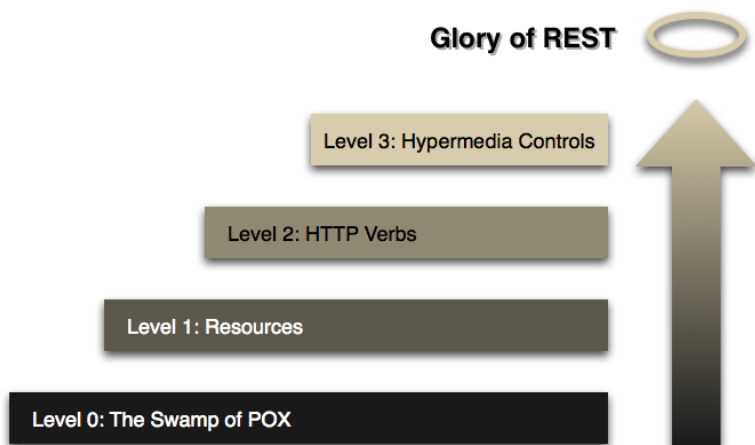 Glory of REST
Level 3: Hypermedia Controls
Level 2: HTTP Verbs
Level 1: Resources
Level 0: The Swamp of POX